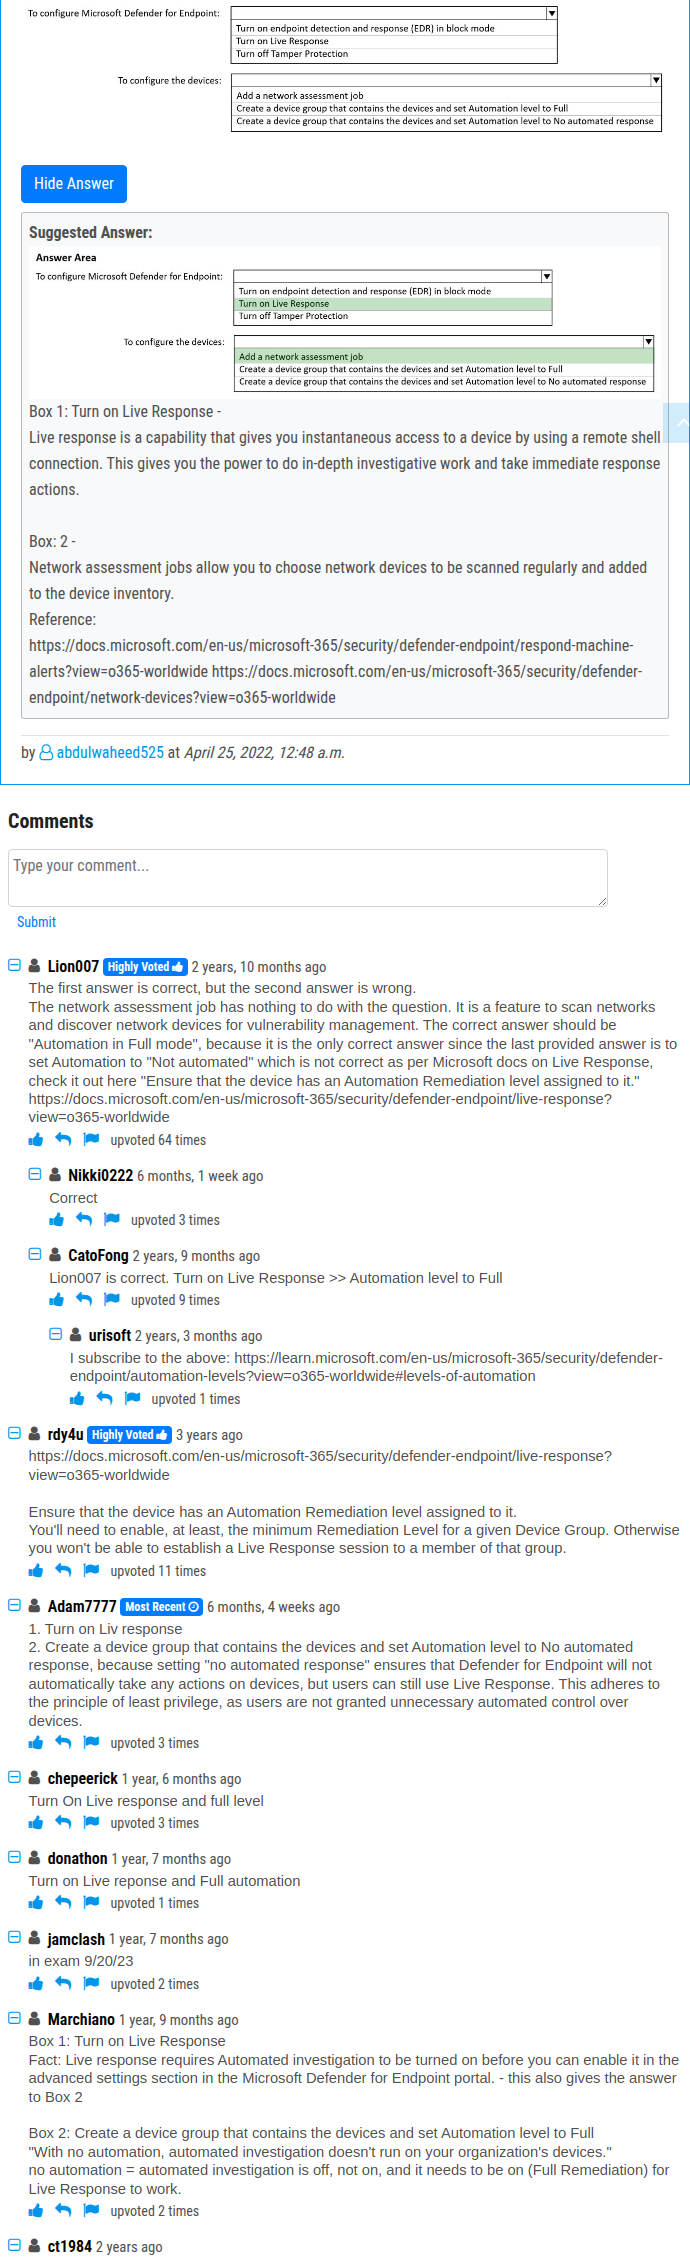 To configure Microsoft Defender for Endpoint:
Turn on endpoint detection and response (EDR) in block mode
Turn on Live Response
Turn off Tamper Protection
To configure the devices:
Add a network assessment job
Create a device group that contains the devices and set Automation level to Full
Create a device group that contains the devices and set Automation level to No automated response
Hide Answer
Suggested Answer:
Answer Area
To configure Microsoft Defender for Endpoint:
Turn on endpoint detection and response (EDR) in block mode
Turn on Live Response
Turn off Tamper Protection
To configure the devices:
Add a network assessment job
Create a device group that contains the devices and set Automation level to Full
Create a device group that contains the devices and set Automation level to No automated response
Box 1: Turn on Live Response -
Live response is a capability that gives you instantaneous access to a device by using a remote shell
connection. This gives you the power to do in-depth investigative work and take immediate response
actions.
Box: 2 -
Network assessment jobs allow you to choose network devices to be scanned regularly and added
to the device inventory.
Reference:
https://docs.microsoft.com/en-us/microsoft-365/security/defender-endpoint/respond-machine-
alerts?view=o365-worldwide https://docs.microsoft.com/en-us/microsoft-365/security/defender-
endpoint/network-devices?view=o365-worldwide
by abdulwaheed525 at April 25, 2022, 12:48 a.m.
Comments
Type your comment...
Submit
Lion007 Highly Voted 2 years, 10 months ago
The first answer is correct, but the second answer is wrong.
The network assessment job has nothing to do with the question. It is a feature to scan networks
and discover network devices for vulnerability management. The correct answer should be
"Automation in Full mode", because it is the only correct answer since the last provided answer is to
set Automation to "Not automated" which is not correct as per Microsoft docs on Live Response,
check it out here "Ensure that the device has an Automation Remediation level assigned to it."
https://docs.microsoft.com/en-us/microsoft-365/security/defender-endpoint/live-response?
view=o365-worldwide
upvoted 64 times
Nikki0222 6 months, 1 week ago
Correct
upvoted 3 times
CatoFong 2 years, 9 months ago
Lion007 is correct. Turn on Live Response >> Automation level to Full
upvoted 9 times
urisoft 2 years, 3 months ago
I subscribe to the above: https://learn.microsoft.com/en-us/microsoft-365/security/defender-
endpoint/automation-levels?view=o365-worldwide#levels-of-automation
upvoted 1 times
rdy4u Highly Voted 3 years ago
https://docs.microsoft.com/en-us/microsoft-365/security/defender-endpoint/live-response?
view=o365-worldwide
Ensure that the device has an Automation Remediation level assigned to it.
You'll need to enable, at least, the minimum Remediation Level for a given Device Group. Otherwise
you won't be able to establish a Live Response session to a member of that group.
upvoted 11 times
Adam7777 Most Recent 6 months, 4 weeks ago
1. Turn on Liv response
2. Create a device group that contains the devices and set Automation level to No automated
response, because setting "no automated response" ensures that Defender for Endpoint will not
automatically take any actions on devices, but users can still use Live Response. This adheres to
the principle of least privilege, as users are not granted unnecessary automated control over
devices.
upvoted 3 times
chepeerick 1 year, 6 months ago
Turn On Live response and full level
upvoted 3 times
donathon 1 year, 7 months ago
Turn on Live reponse and Full automation
upvoted 1 times
jamclash 1 year, 7 months ago
in exam 9/20/23
upvoted 2 times
Marchiano 1 year, 9 months ago
Box 1: Turn on Live Response
Fact: Live response requires Automated investigation to be turned on before you can enable it in the
advanced settings section in the Microsoft Defender for Endpoint portal. - this also gives the answer
to Box 2
Box 2: Create a device group that contains the devices and set Automation level to Full
"With no automation, automated investigation doesn't run on your organization's devices."
no automation = automated investigation is off, not on, and it needs to be on (Full Remediation) for
Live Response to work.
upvoted 2 times
ct1984 2 years ago